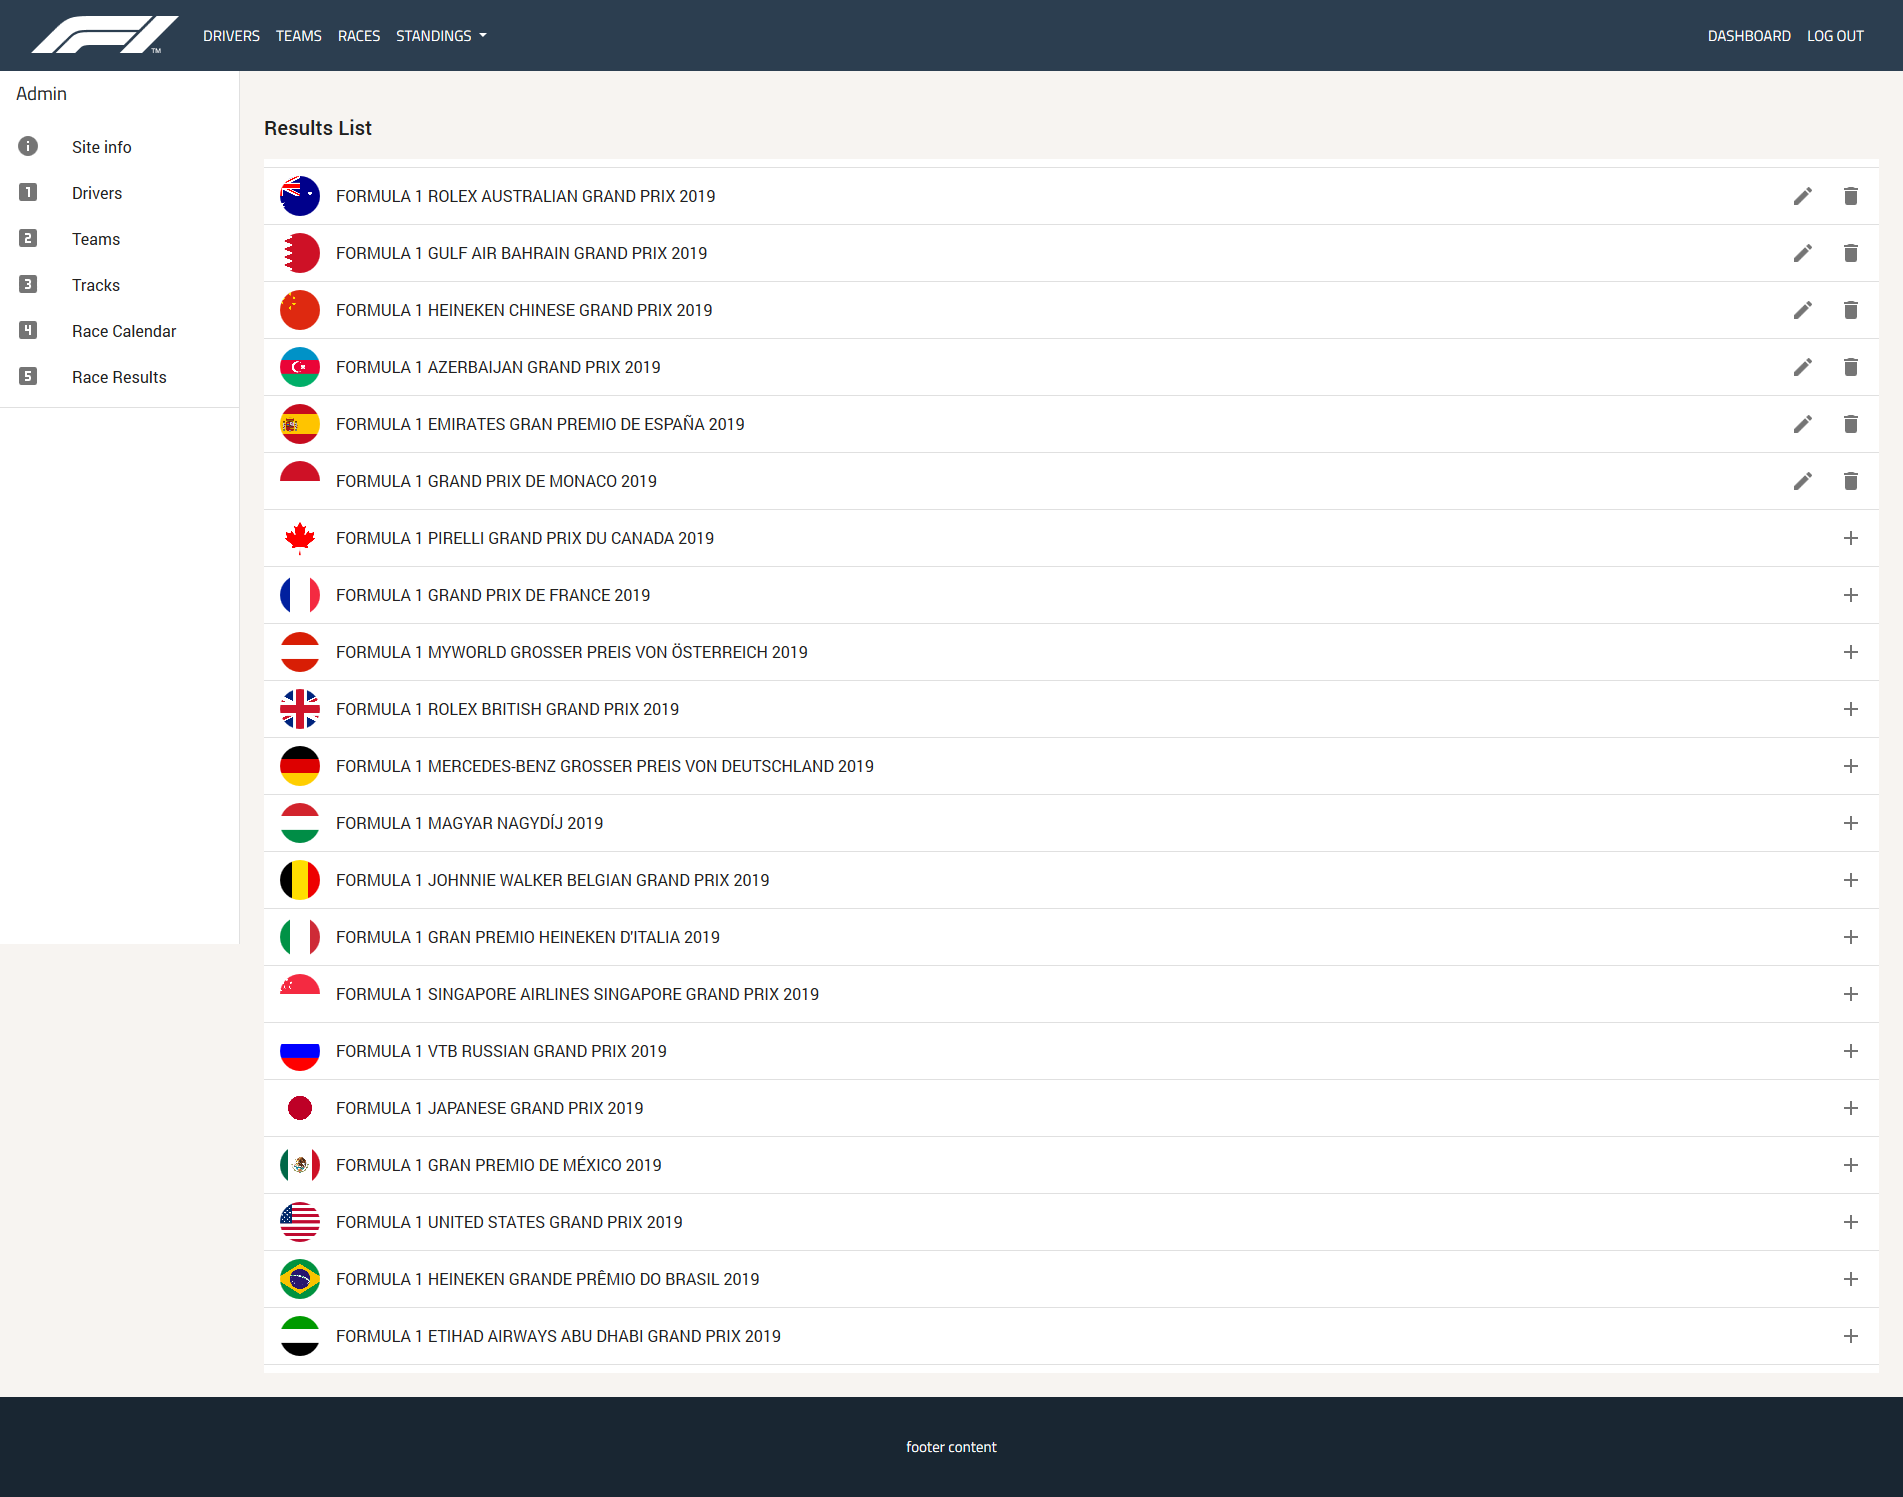 F1 TM
DRIVERS TEAMS RACES STANDINGS
DASHBOARD LOG OUT
Admin
Site info
1 Drivers
2 Teams
3 Tracks
4 Race Calendar
5 Race Results
Results List
FORMULA 1 ROLEX AUSTRALIAN GRAND PRIX 2019
FORMULA 1 GULF AIR BAHRAIN GRAND PRIX 2019
FORMULA 1 HEINEKEN CHINESE GRAND PRIX 2019
FORMULA 1 AZERBAIJAN GRAND PRIX 2019
FORMULA 1 EMIRATES GRAN PREMIO DE ESPAÑA 2019
FORMULA 1 GRAND PRIX DE MONACO 2019
FORMULA 1 PIRELLI GRAND PRIX DU CANADA 2019
FORMULA 1 GRAND PRIX DE FRANCE 2019
FORMULA 1 MYWORLD GROSSER PREIS VON ÖSTERREICH 2019
FORMULA 1 ROLEX BRITISH GRAND PRIX 2019
FORMULA 1 MERCEDES-BENZ GROSSER PREIS VON DEUTSCHLAND 2019
FORMULA 1 MAGYAR NAGYDÍJ 2019
FORMULA 1 JOHNNIE WALKER BELGIAN GRAND PRIX 2019
FORMULA 1 GRAN PREMIO HEINEKEN D'ITALIA 2019
FORMULA 1 SINGAPORE AIRLINES SINGAPORE GRAND PRIX 2019
FORMULA 1 VTB RUSSIAN GRAND PRIX 2019
FORMULA 1 JAPANESE GRAND PRIX 2019
FORMULA 1 GRAN PREMIO DE MÉXICO 2019
FORMULA 1 UNITED STATES GRAND PRIX 2019
FORMULA 1 HEINEKEN GRANDE PRÊMIO DO BRASIL 2019
FORMULA 1 ETIHAD AIRWAYS ABU DHABI GRAND PRIX 2019
footer content